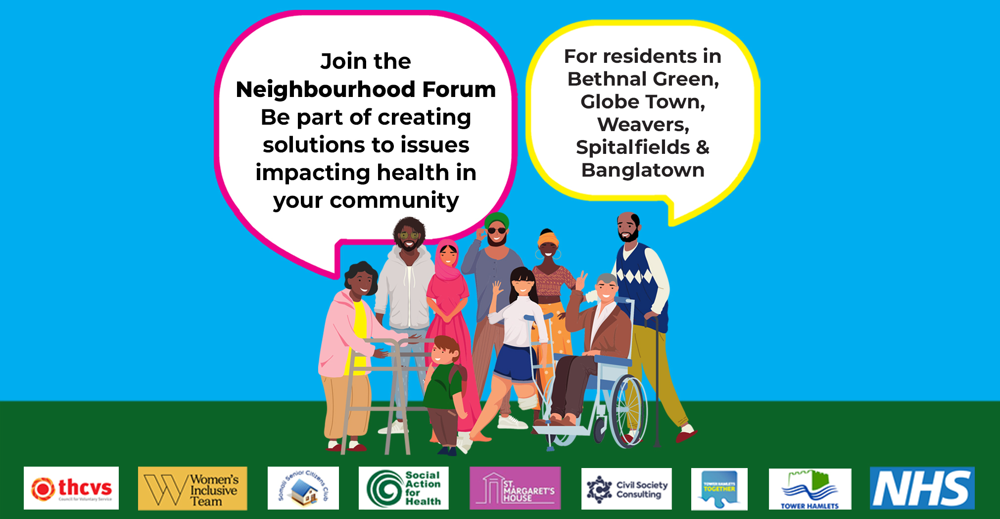 Join the
Neighbourhood Forum
Be part of creating
solutions to issues
impacting health in
your community
For residents in
Bethnal Green,
Globe Town,
Weavers,
Spitalfields &
Banglatown
thcvs
Council for Voluntary Service
Women's
Inclusive
Team
Somali Senior Citizens Club
Social
Action
for
Health
ST.
MARGARET'S
HOUSE
Civil Society
Consulting
TOWER HAMLETS
TOGETHER
TOWER HAMLETS
NHS